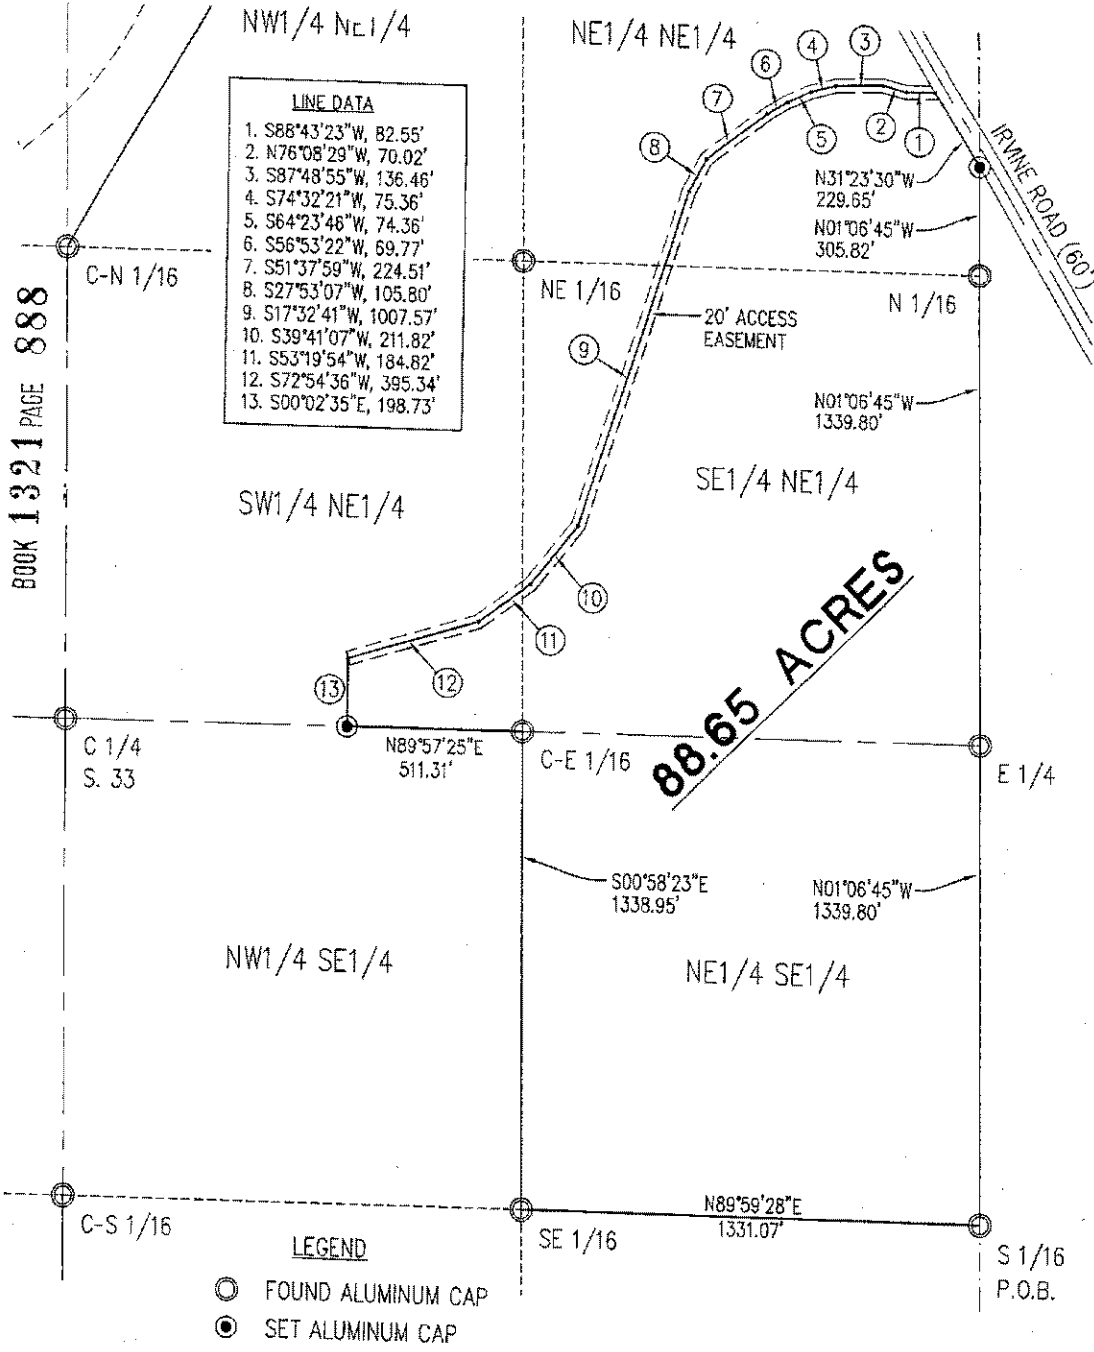 NW1/4 NE1/4
NE1/4 NE1/4
LINE DATA
1. S88°43'23"W, 82.55'
2. N76°08'29"W, 70.02'
3. S87°48'55"W, 136.46'
4. S74°32'21"W, 75.36'
5. S64°23'46"W, 74.36'
6. S56°53'22"W, 69.77'
7. S51°37'59"W, 224.51'
8. S27°53'07"W, 105.80'
9. S17°32'41"W, 1007.57'
10. S39°41'07"W, 211.82'
11. S53°19'54"W, 184.82'
12. S72°54'36"W, 395.34'
13. S00°02'35"E, 198.73'
4
3
6
7
5
2
1
8
IRVINE ROAD (60')
N31°23'30"W
229.65'
N01°06'45"W
305.82'
C-N 1/16
NE 1/16
N 1/16
BOOK 1321 PAGE 888
20' ACCESS
EASEMENT
9
N01°06'45"W
1339.80'
SW1/4 NE1/4
SE1/4 NE1/4
10
11
12
13
88.65 ACRES
C 1/4
S. 33
N89°57'25"E
511.31'
C-E 1/16
E 1/4
S00°58'23"E
1338.95'
N01°06'45"W
1339.80'
NW1/4 SE1/4
NE1/4 SE1/4
C-S 1/16
SE 1/16
N89°59'28"E
1331.07'
S 1/16
P.O.B.
LEGEND
FOUND ALUMINUM CAP
SET ALUMINUM CAP